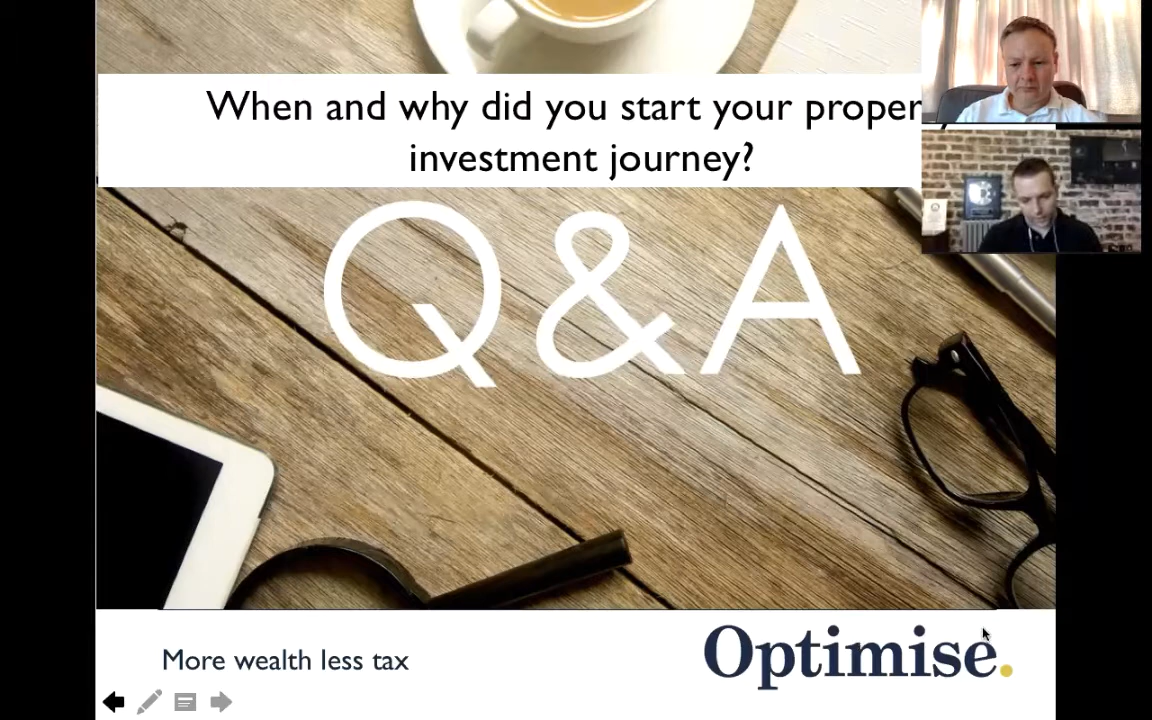 When and why did you start your proper
investment journey?
Q&A
More wealth less tax
Optimise.